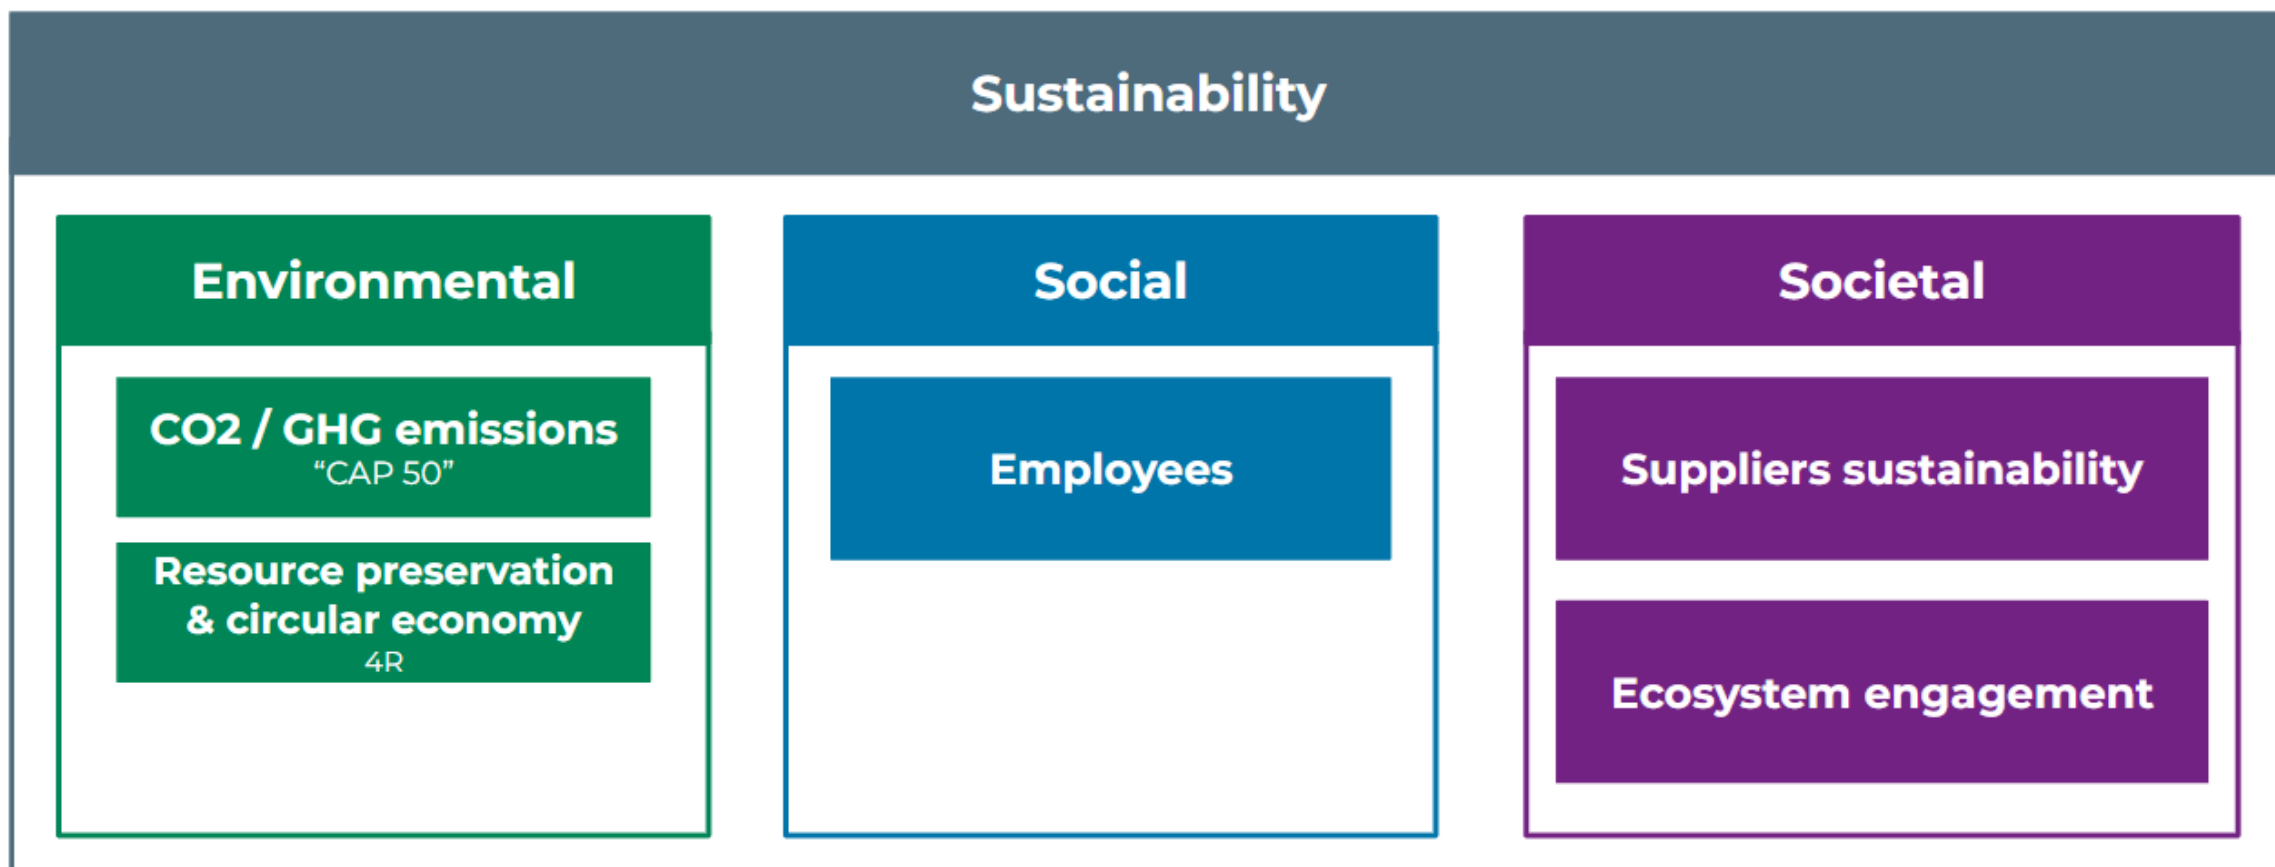 Sustainability
Environmental
CO2 / GHG emissions
“CAP 50”
Resource preservation
& circular economy
4R
Social
Employees
Societal
Suppliers sustainability
Ecosystem engagement